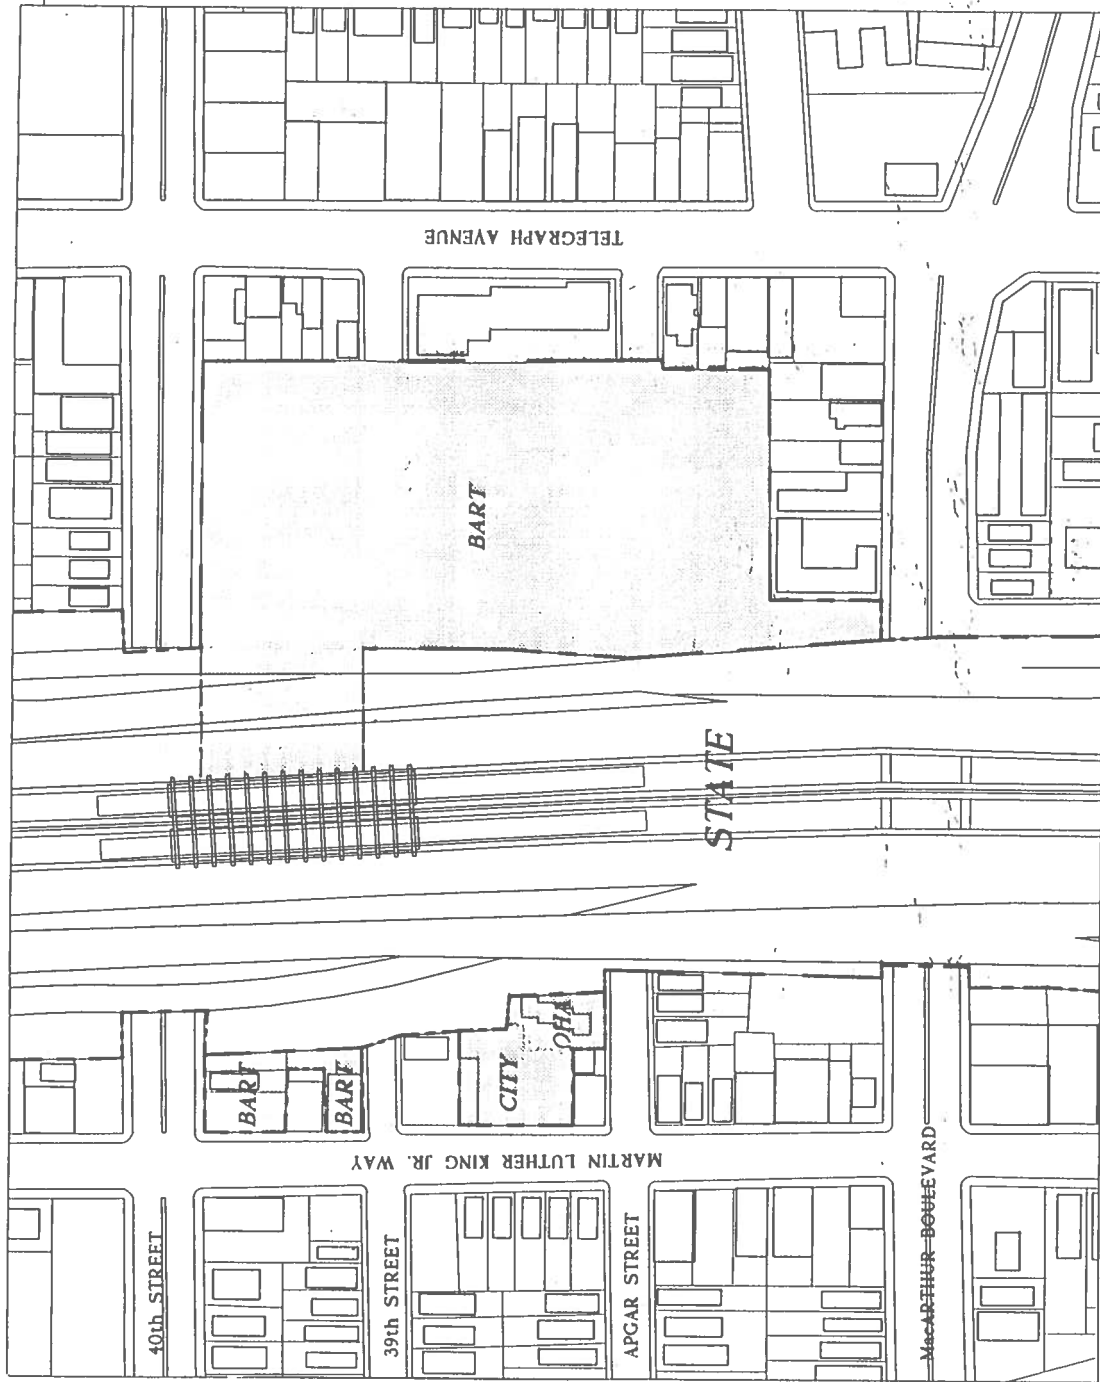 TELEGRAPH AVENUE
BART
STATE
BART
BART
CITY
OHA
MARTIN LUTHER KING JR. WAY
40th STREET
39th STREET
APGAR STREET
MacARTHUR BOULEVARD